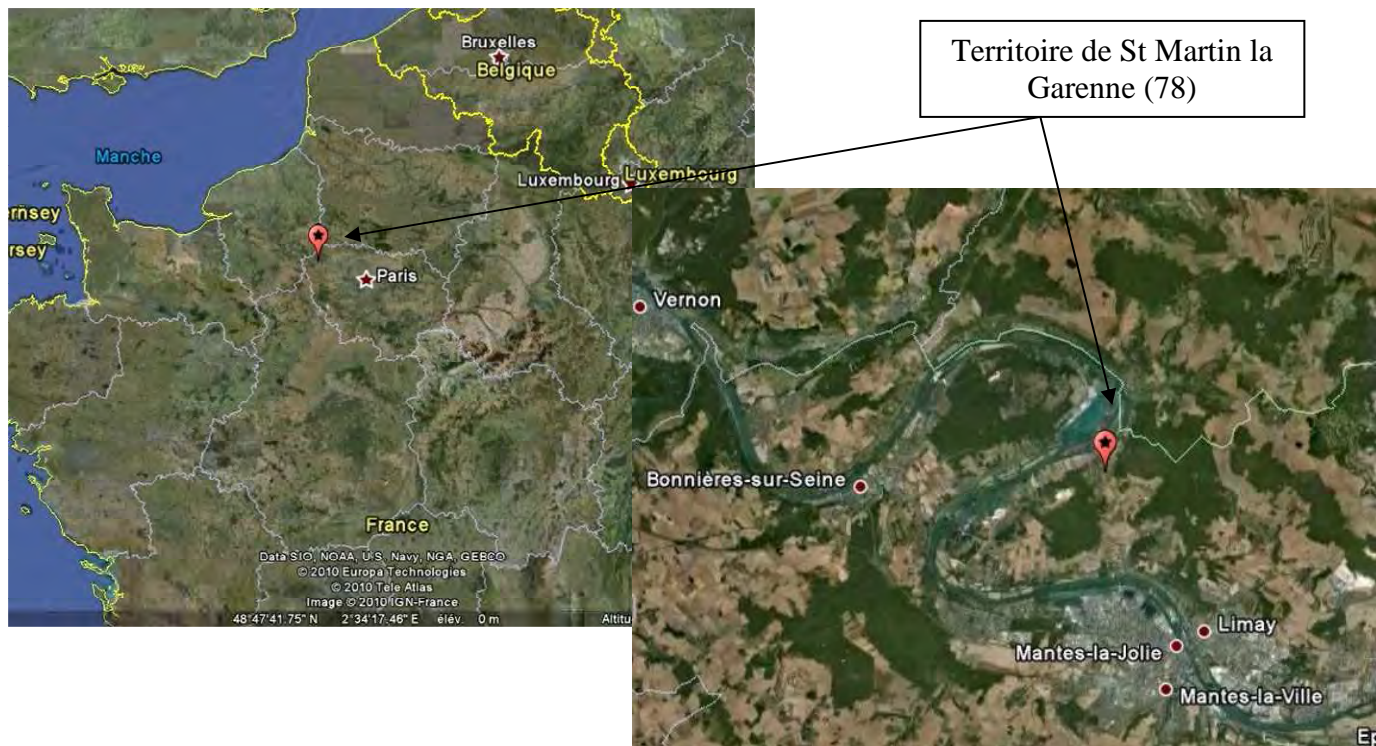 Territoire de St Martin la
Garenne (78)
Bruxelles
Belgique
Manche
Luxembourg
Luxembourg
ernsey
rsey
Paris
France
Data SIO, NOAA, U.S. Navy, NGA, GEBCO
© 2010 Europa Technologies
© 2010 Tele Atlas
Image © 2010 IGN-France
48°47'41.75" N 2°34'17.46" E élév. 0 m Altitu
Vernon
Bonnières-sur-Seine
Limay
Mantes-la-Jolie
Mantes-la-Ville
Ep